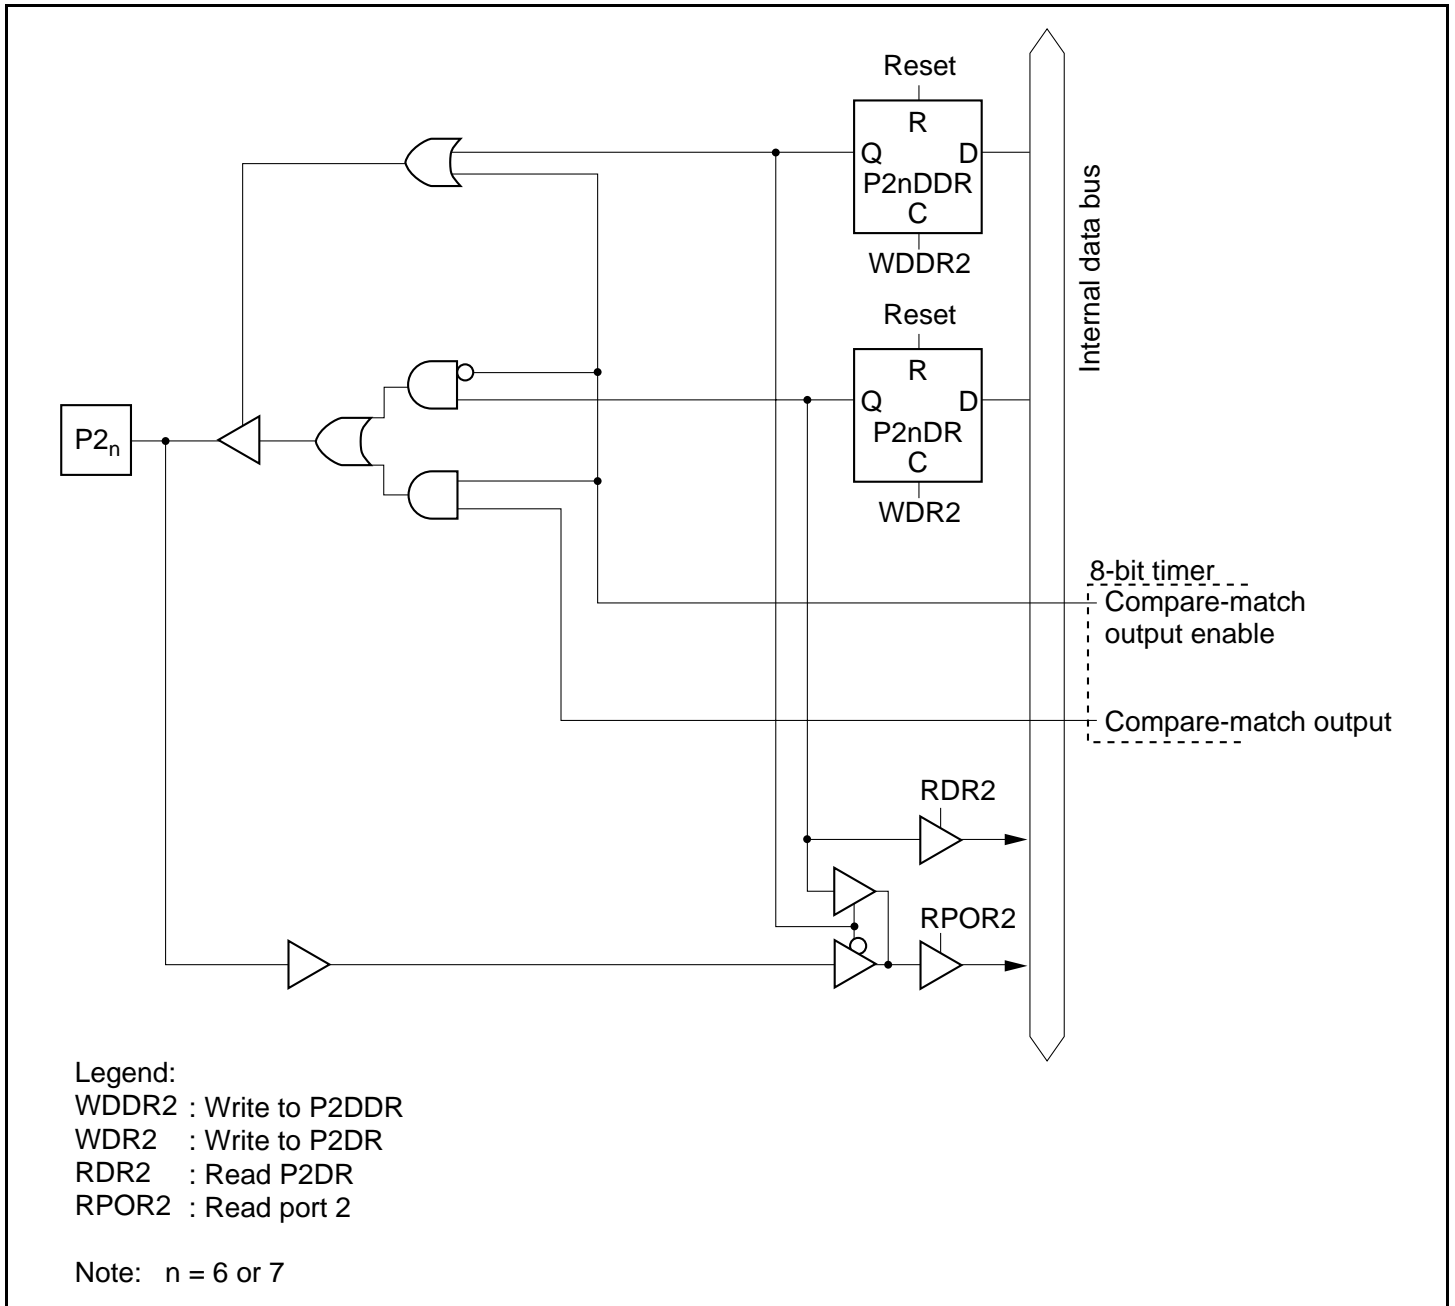 Reset
R
Q D
P2nDDR
C
WDDR2
Internal data bus
Reset
R
Q D
P2nDR
C
WDR2
P2n
8-bit timer
Compare-match
output enable
Compare-match output
RDR2
RPOR2
Legend:
WDDR2 : Write to P2DDR
WDR2 : Write to P2DR
RDR2 : Read P2DR
RPOR2 : Read port 2
Note: n = 6 or 7